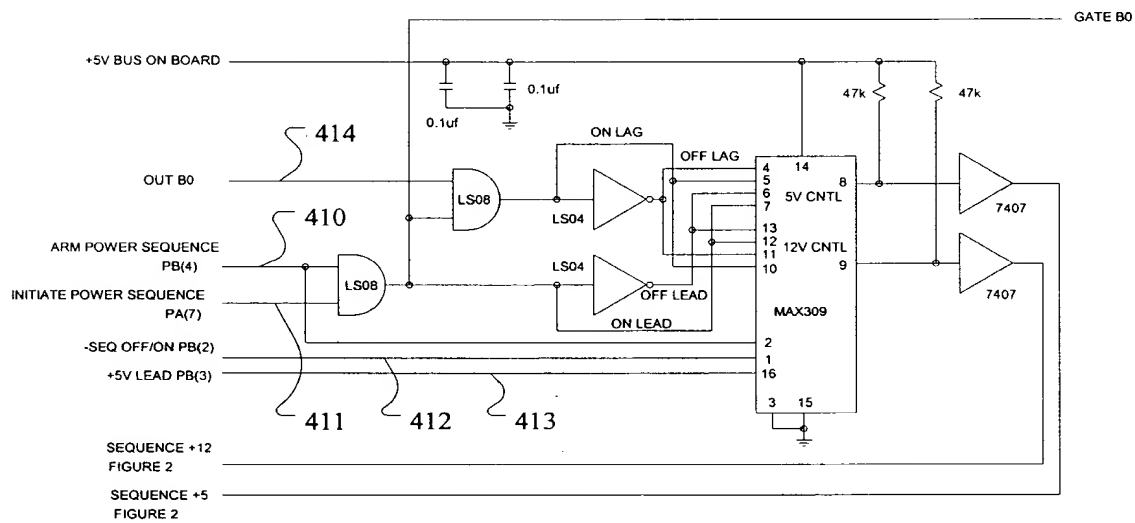 GATE B0
+5V BUS ON BOARD
0.1uf
0.1uf
47k
47k
414
ON LAG
OFF LAG
OUT B0
LS08
LS04
4
5
6
7
13
12
11
10
14
5V CNTL
8
12V CNTL
9
7407
7407
410
ARM POWER SEQUENCE
PB(4)
LS08
LS04
OFF LEAD
INITIATE POWER SEQUENCE
PA(7)
ON LEAD
MAX309
-SEQ OFF/ON PB(2)
+5V LEAD PB(3)
2
1
16
3
15
411
412
413
SEQUENCE +12
FIGURE 2
SEQUENCE +5
FIGURE 2